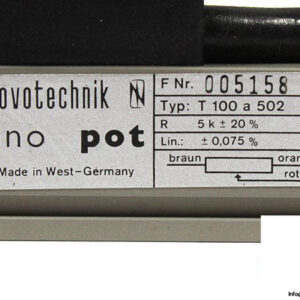 ovotechnik N
no pot
Made in West-Germany
F Nr. 005158
Typ: T 100 a 502
R 5 k ± 20 %
Lin.: ± 0,075 %
braun oran
rot